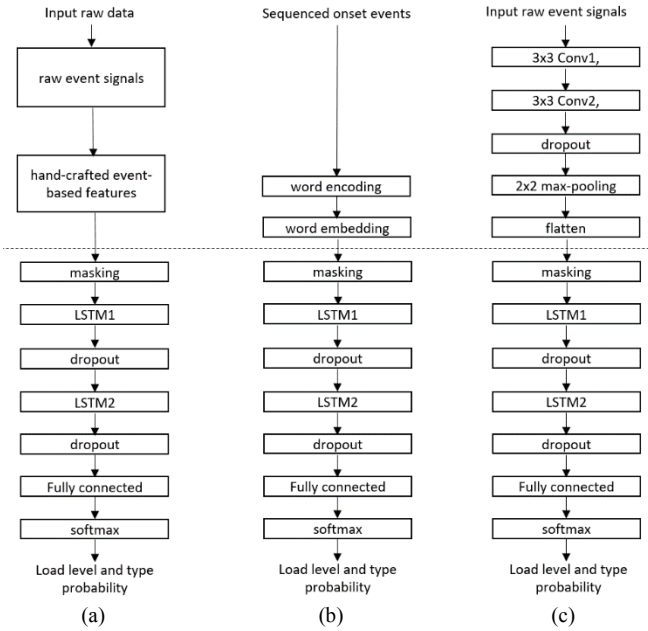 Input raw data
raw event signals
hand-crafted event-
based features
masking
LSTM1
dropout
LSTM2
dropout
Fully connected
softmax
Load level and type
probability
(a)
Sequenced onset events
word encoding
word embedding
masking
LSTM1
dropout
LSTM2
dropout
Fully connected
softmax
Load level and type
probability
(b)
Input raw event signals
3x3 Conv1,
3x3 Conv2,
dropout
2x2 max-pooling
flatten
masking
LSTM1
dropout
LSTM2
dropout
Fully connected
softmax
Load level and type
probability
(c)